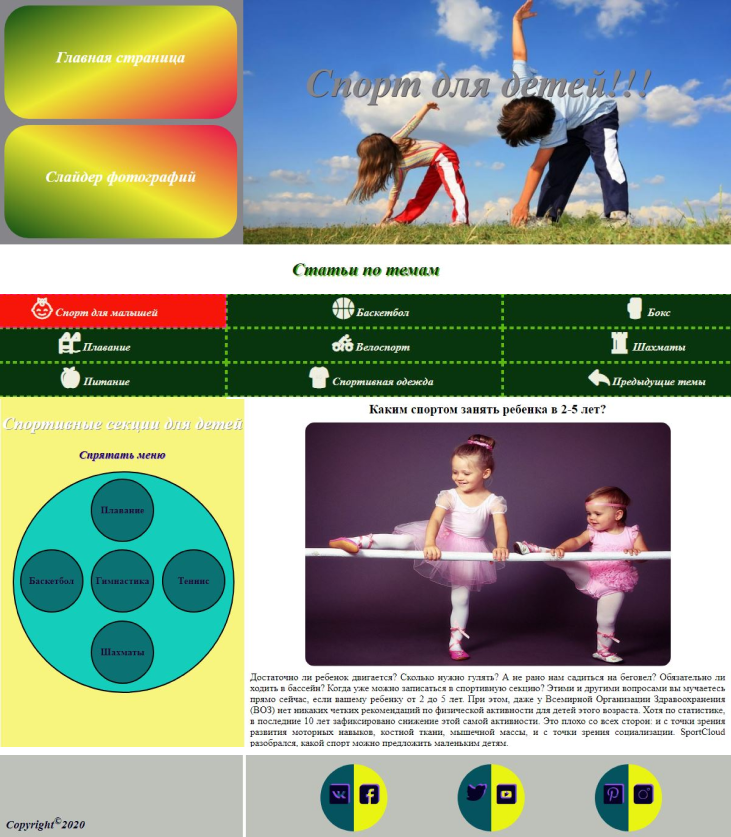 Главная страница
Спорт для детей!!!
Слайдер фотографий
Статьи по темам
Спорт для малышей
Баскетбол
Бокс
Плавание
Велоспорт
Шахматы
Питание
Спортивная одежда
Предыдущие темы
Спортивные секции для детей
Спрятать меню
Плавание
Баскетбол
Гимнастика
Теннис
Шахматы
Каким спортом занять ребенка в 2-5 лет?
Достаточно ли ребенок двигается? Сколько нужно гулять? А не рано нам садиться на беговел? Обязательно ли
ходить в бассейн? Когда уже можно записаться в спортивную секцию? Этими и другими вопросами вы мучаетесь
прямо сейчас, если вашему ребенку от 2 до 5 лет. При этом, даже у Всемирной Организации Здравоохранения
(ВОЗ) нет никаких четких рекомендаций по физической активности для детей этого возраста. Хотя по статистике,
в последние 10 лет зафиксировано снижение этой самой активности. Это плохо со всех сторон: и с точки зрения
развития моторных навыков, костной ткани, мышечной массы, и с точки зрения социализации. SportCloud
разобрался, какой спорт можно предложить маленьким детям.
Copyright©2020